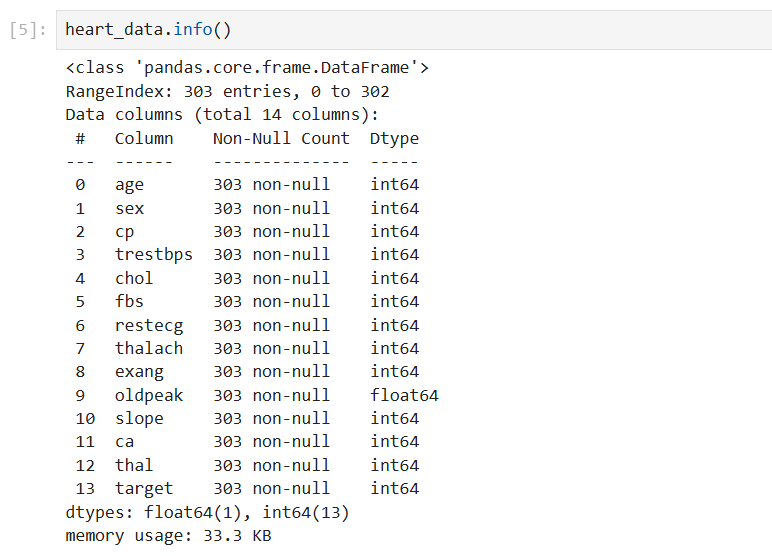 [5]: heart_data.info()
<class 'pandas.core.frame.DataFrame'>
RangeIndex: 303 entries, 0 to 302
Data columns (total 14 columns):
 #   Column    Non-Null Count  Dtype
---  ------    --------------  -----
 0   age       303 non-null    int64
 1   sex       303 non-null    int64
 2   cp        303 non-null    int64
 3   trestbps  303 non-null    int64
 4   chol      303 non-null    int64
 5   fbs       303 non-null    int64
 6   restecg   303 non-null    int64
 7   thalach   303 non-null    int64
 8   exang     303 non-null    int64
 9   oldpeak   303 non-null    float64
 10  slope     303 non-null    int64
 11  ca        303 non-null    int64
 12  thal      303 non-null    int64
 13  target    303 non-null    int64
dtypes: float64(1), int64(13)
memory usage: 33.3 KB